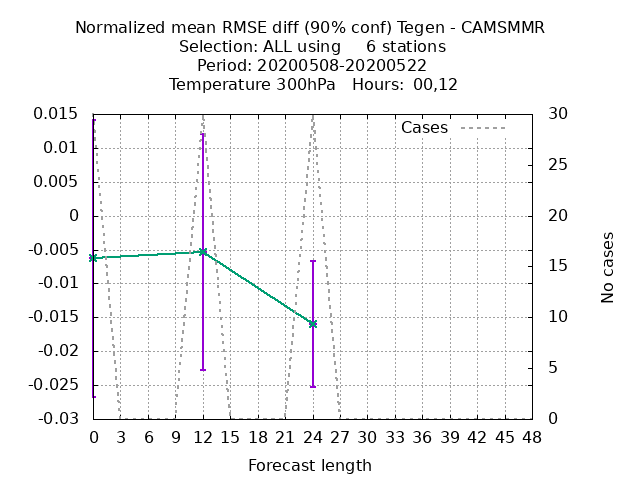 Normalized mean RMSE diff (90% conf) Tegen - CAMSMMR
Selection: ALL using     6 stations
Period: 20200508-20200522
Temperature 300hPa   Hours: 00,12
0.015
0.01
0.005
0
-0.005
-0.01
-0.015
-0.02
-0.025
-0.03
Cases
30
25
20
15
10
5
0
No cases
0 3 6 9 12 15 18 21 24 27 30 33 36 39 42 45 48
Forecast length